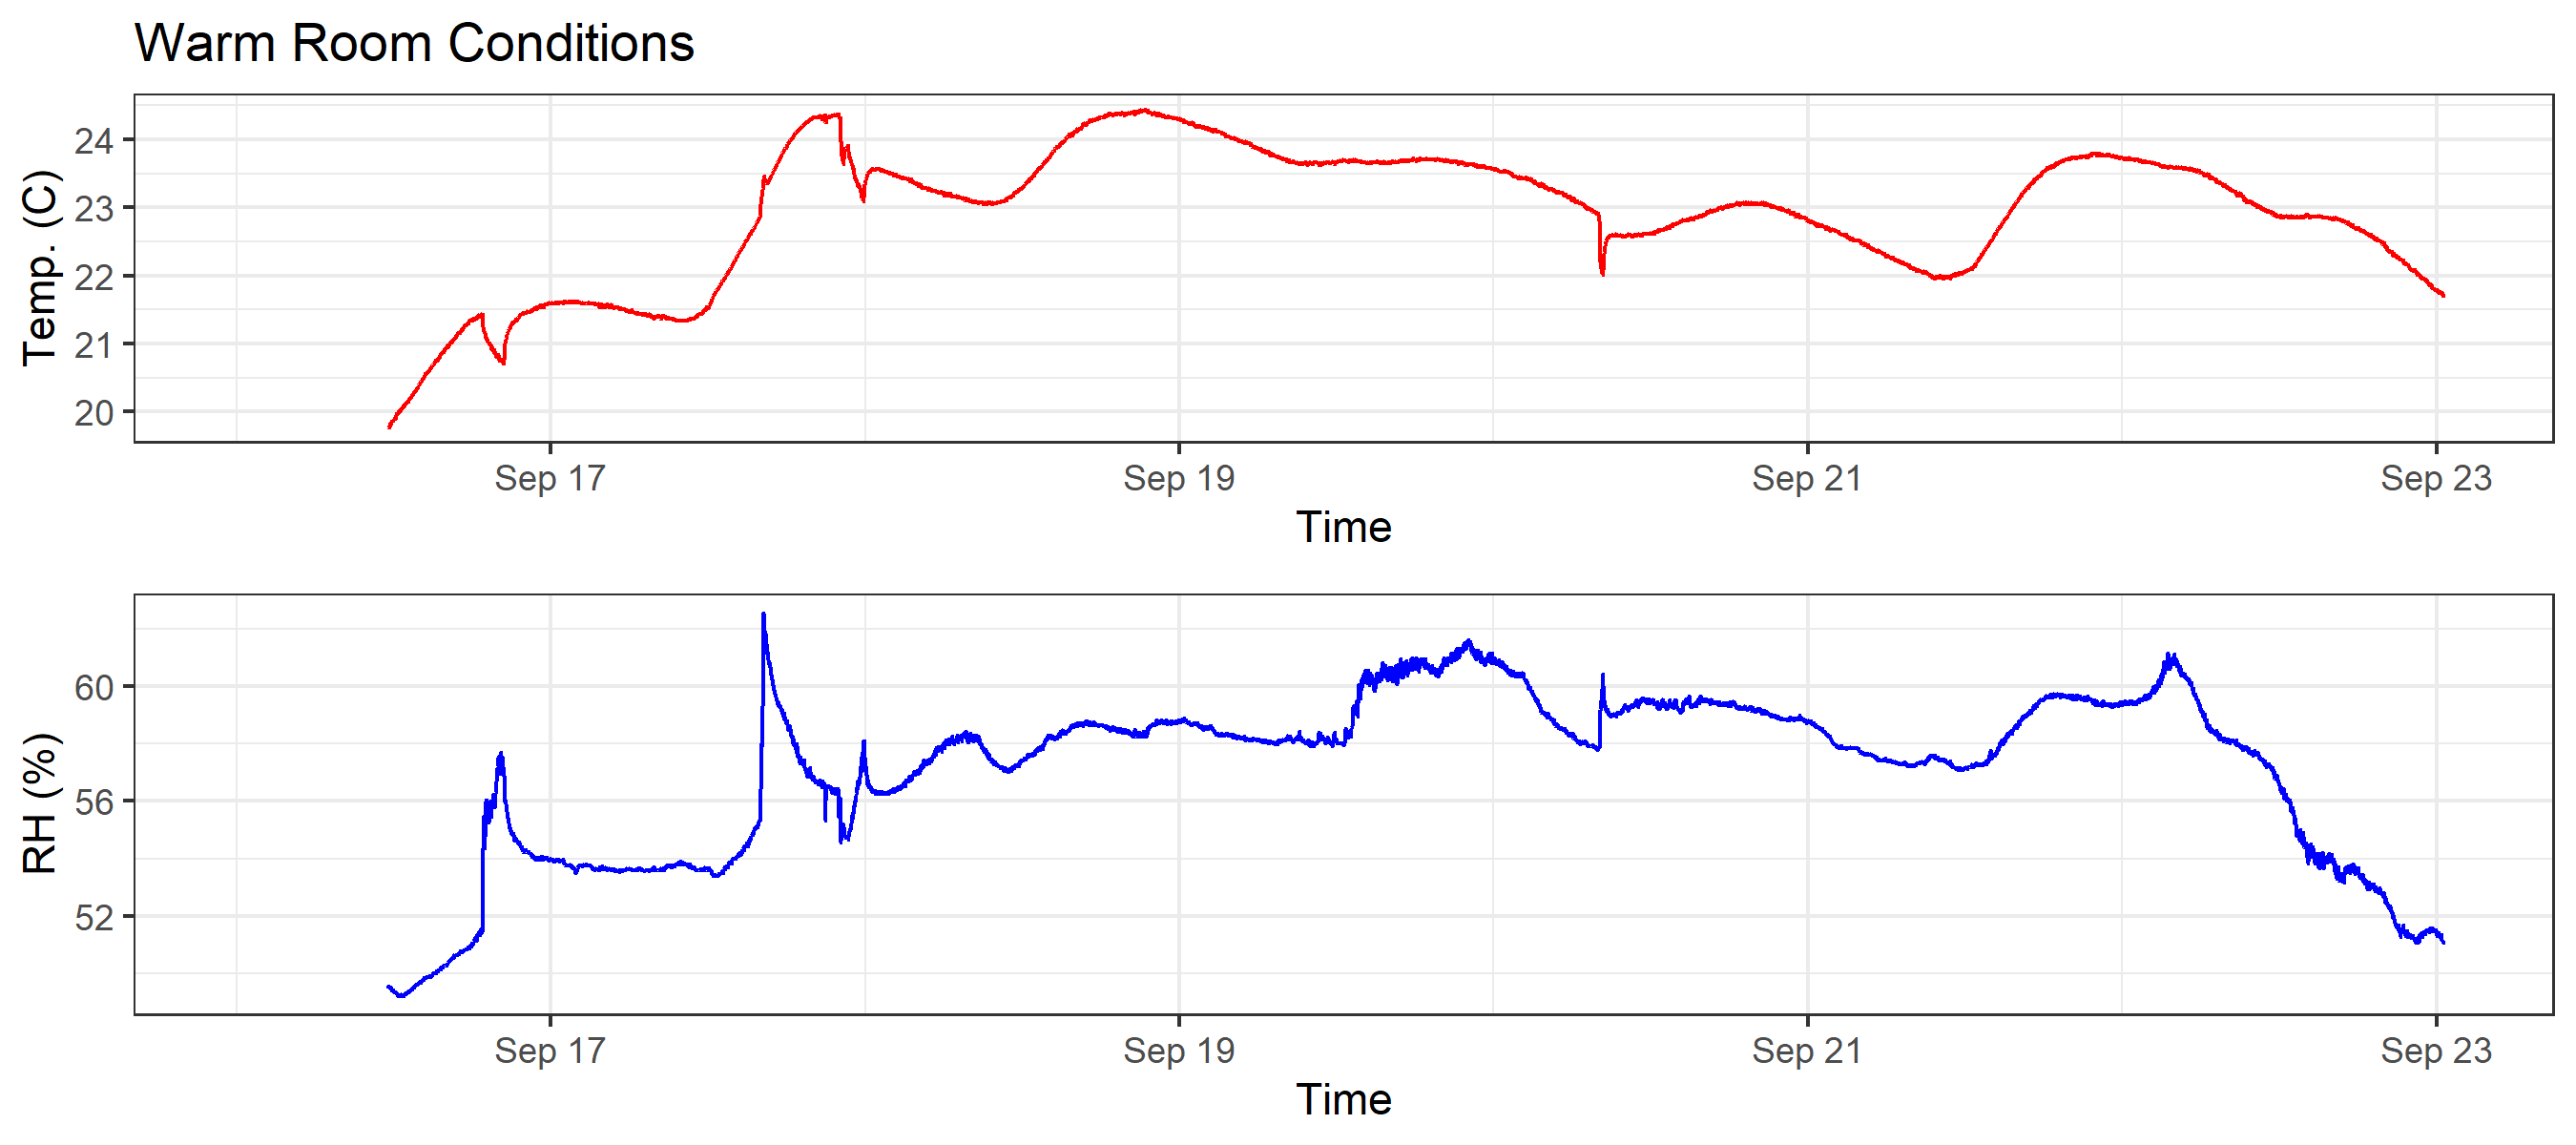 Warm Room Conditions
Temp. (C)
24
23
22
21
20
Sep 17 Sep 19 Sep 21 Sep 23
Time
RH (%)
60
56
52
Sep 17 Sep 19 Sep 21 Sep 23
Time